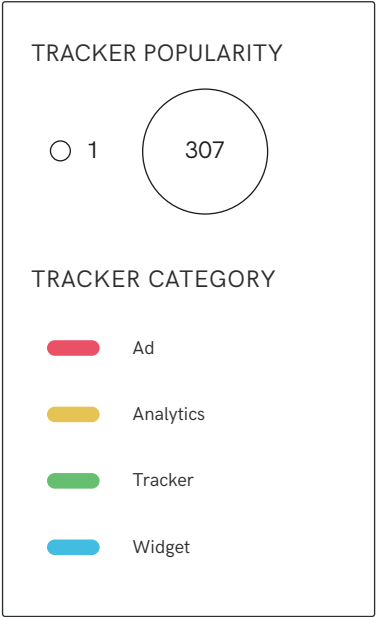 TRACKER POPULARITY
1 307
TRACKER CATEGORY
Ad
Analytics
Tracker
Widget